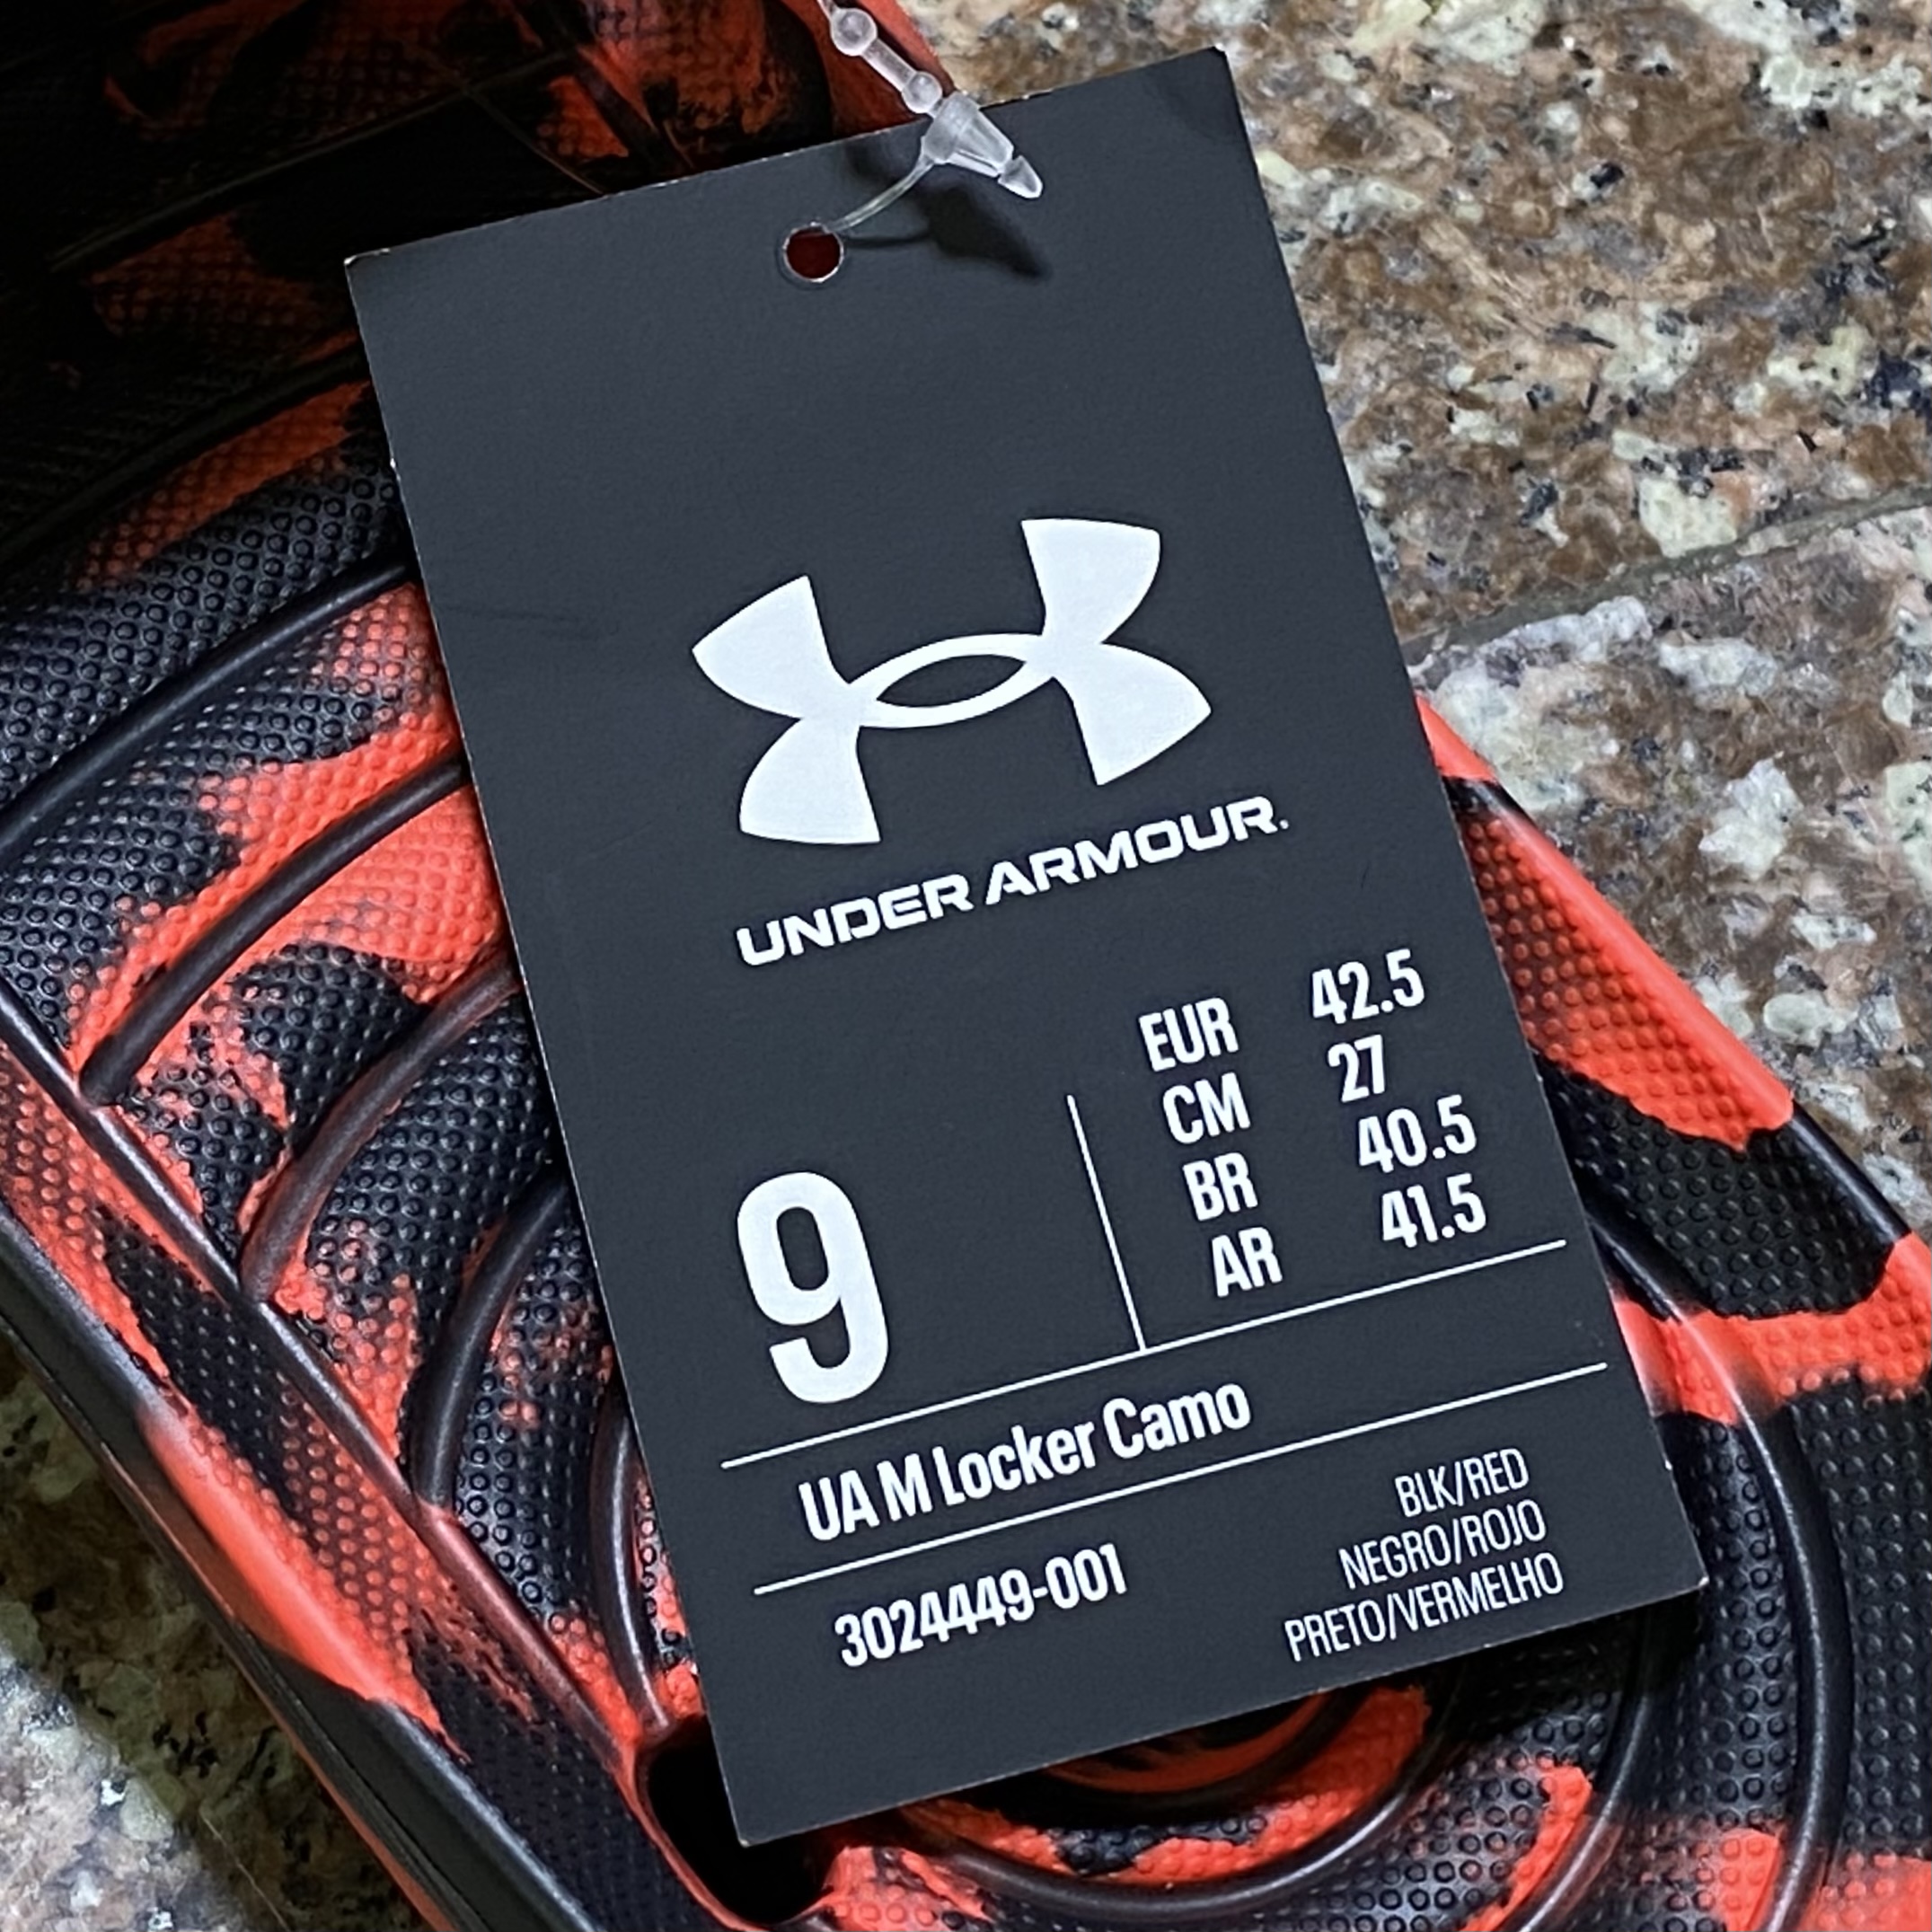 UNDER ARMOUR.
9
EUR 42.5
CM 27
BR 40.5
AR 41.5
UA M Locker Camo
3024449-001
BLK/RED
NEGRO/ROJO
PRETO/VERMELHO